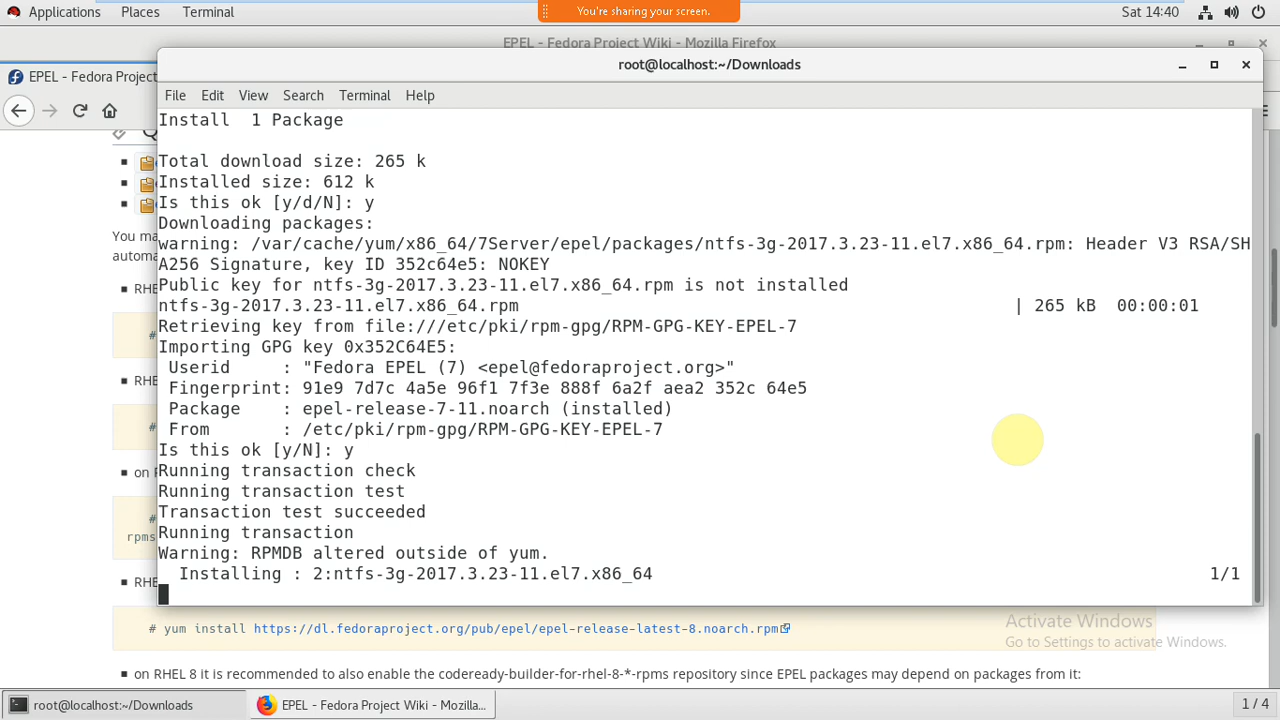 Applications Places Terminal You're sharing your screen. Sat 14:40
EPEL - Fedora Project Wiki - Mozilla Firefox
EPEL - Fedora Project
root@localhost:~/Downloads
File Edit View Search Terminal Help
Install 1 Package
Total download size: 265 k
Installed size: 612 k
Is this ok [y/d/N]: y
Downloading packages:
warning: /var/cache/yum/x86_64/7Server/epel/packages/ntfs-3g-2017.3.23-11.el7.x86_64.rpm: Header V3 RSA/SH
A256 Signature, key ID 352c64e5: NOKEY
Public key for ntfs-3g-2017.3.23-11.el7.x86_64.rpm is not installed
ntfs-3g-2017.3.23-11.el7.x86_64.rpm | 265 kB 00:00:01
Retrieving key from file:///etc/pki/rpm-gpg/RPM-GPG-KEY-EPEL-7
Importing GPG key 0x352C64E5:
Userid : "Fedora EPEL (7) <epel@fedoraproject.org>"
Fingerprint: 91e9 7d7c 4a5e 96f1 7f3e 888f 6a2f aea2 352c 64e5
Package : epel-release-7-11.noarch (installed)
From : /etc/pki/rpm-gpg/RPM-GPG-KEY-EPEL-7
Is this ok [y/N]: y
Running transaction check
Running transaction test
Transaction test succeeded
Running transaction
Warning: RPMDB altered outside of yum.
Installing : 2:ntfs-3g-2017.3.23-11.el7.x86_64 1/1
You ma
automa
RHE
#
RHE
#
on R
#
rpms
RHE
# yum install https://dl.fedoraproject.org/pub/epel/epel-release-latest-8.noarch.rpm
on RHEL 8 it is recommended to also enable the codeready-builder-for-rhel-8-*-rpms repository since EPEL packages may depend on packages from it:
Activate Windows
Go to Settings to activate Windows.
root@localhost:~/Downloads EPEL - Fedora Project Wiki - Mozilla... 1 / 4